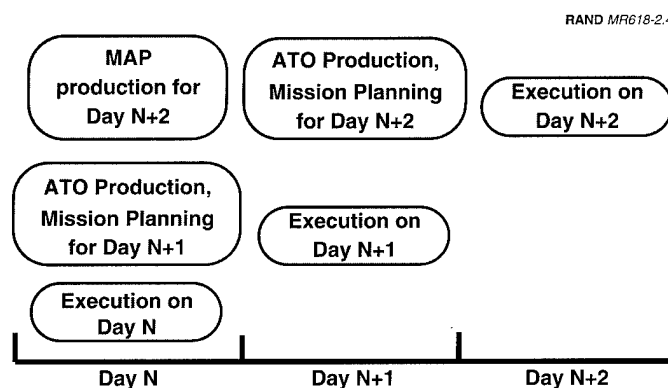 RAND MR618-2.4
MAP
production for
Day N+2
ATO Production,
Mission Planning
for Day N+2
Execution on
Day N+2
ATO Production,
Mission Planning
for Day N+1
Execution on
Day N+1
Execution on
Day N
Day N
Day N+1
Day N+2